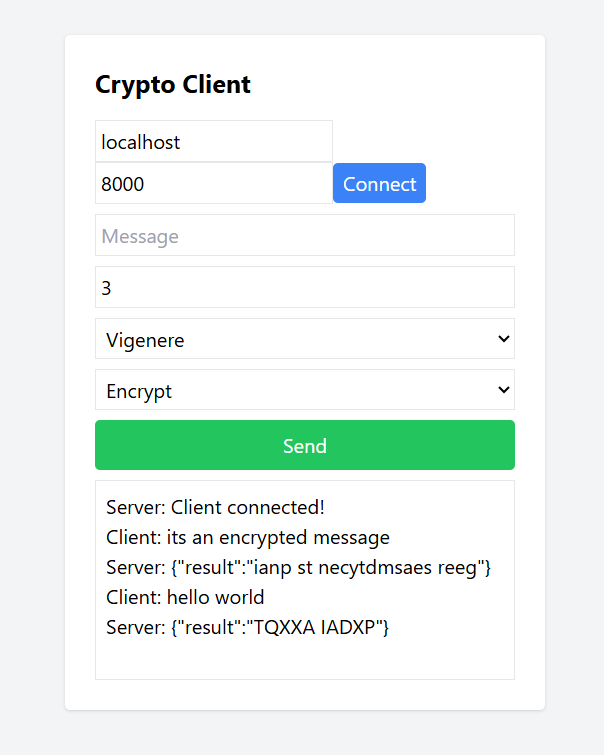 Crypto Client
localhost
8000
Connect
Message
3
Vigenere
Encrypt
Send
Server: Client connected!
Client: its an encrypted message
Server: {"result":"ianp st necytdmsaes reeg"}
Client: hello world
Server: {"result":"TQXXA IADXP"}